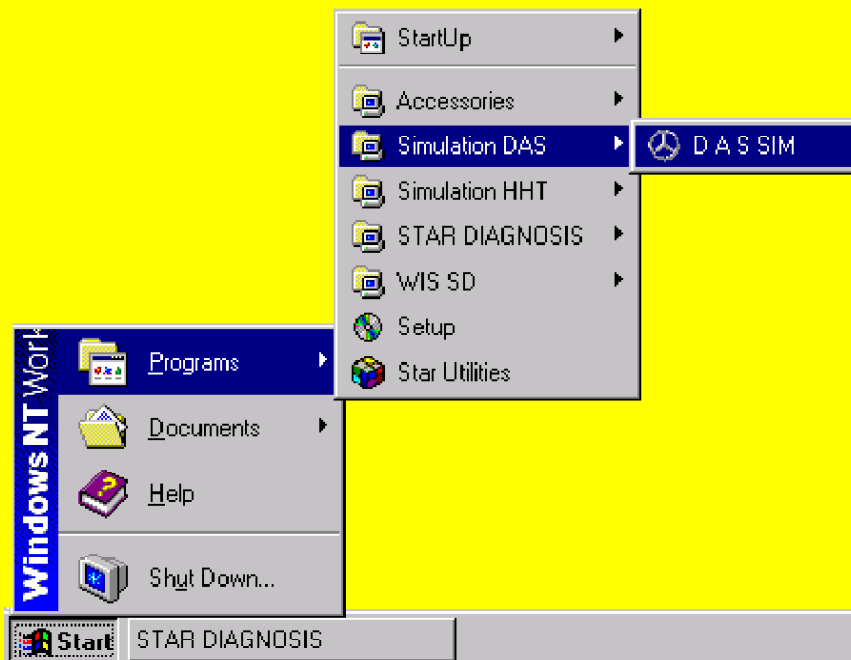 StartUp
Accessories
Simulation DAS
D A S SIM
Simulation HHT
STAR DIAGNOSIS
WIS SD
Setup
Star Utilities
Programs
Documents
Help
Shut Down...
Windows NT Work
Start
STAR DIAGNOSIS